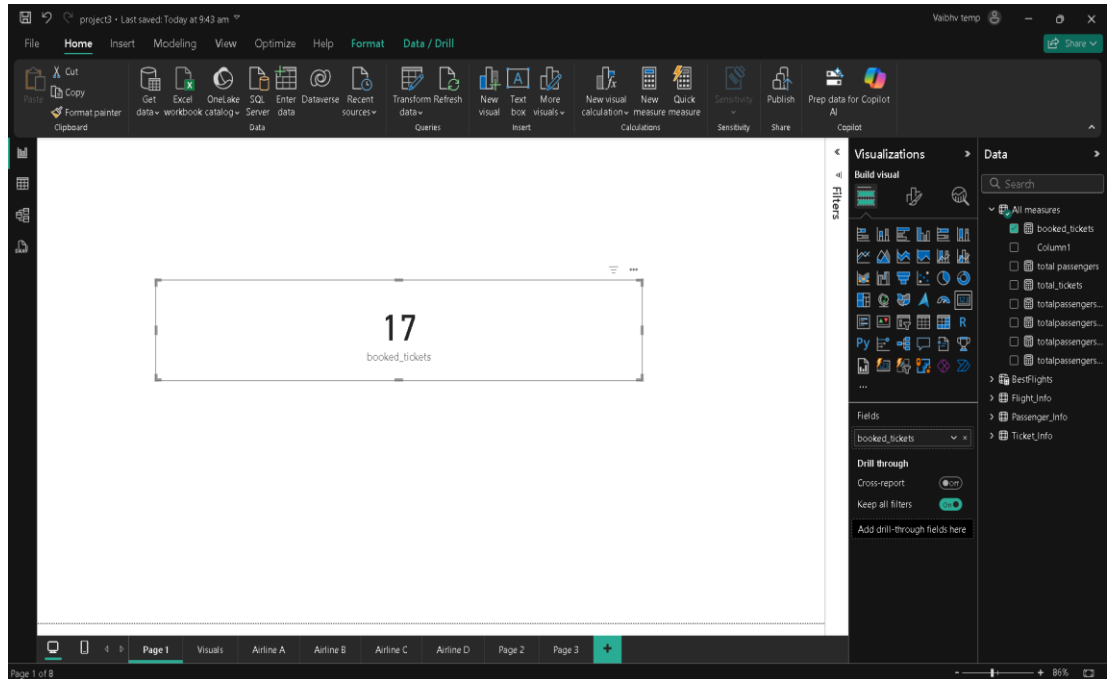 project3 • Last saved: Today at 9:43 am
Vaibhv temp
File Home Insert Modeling View Optimize Help Format Data / Drill
Share
Paste
Cut
Copy
Format painter
Clipboard
Get data
Excel workbook
OneLake catalog
SQL Server
Enter data
Dataverse
Recent sources
Data
Transform data
Refresh
Queries
New visual
Text box
More visuals
Insert
New visual calculation
New measure
Quick measure
Calculations
Sensitivity
Sensitivity
Publish
Share
Prep data for AI
Copilot
Copilot
Filters
17
booked_tickets
Visualizations
Build visual
123
R
Py
...
Fields
booked_tickets
Drill through
Cross-report
Off
Keep all filters
On
Add drill-through fields here
Data
Search
All measures
booked_tickets
Column1
total passengers
total_tickets
totalpassengers...
totalpassengers...
totalpassengers...
totalpassengers...
BestFlights
Flight_Info
Passenger_Info
Ticket_Info
Page 1 Visuals Airline A Airline B Airline C Airline D Page 2 Page 3 +
Page 1 of 8
- + 86%